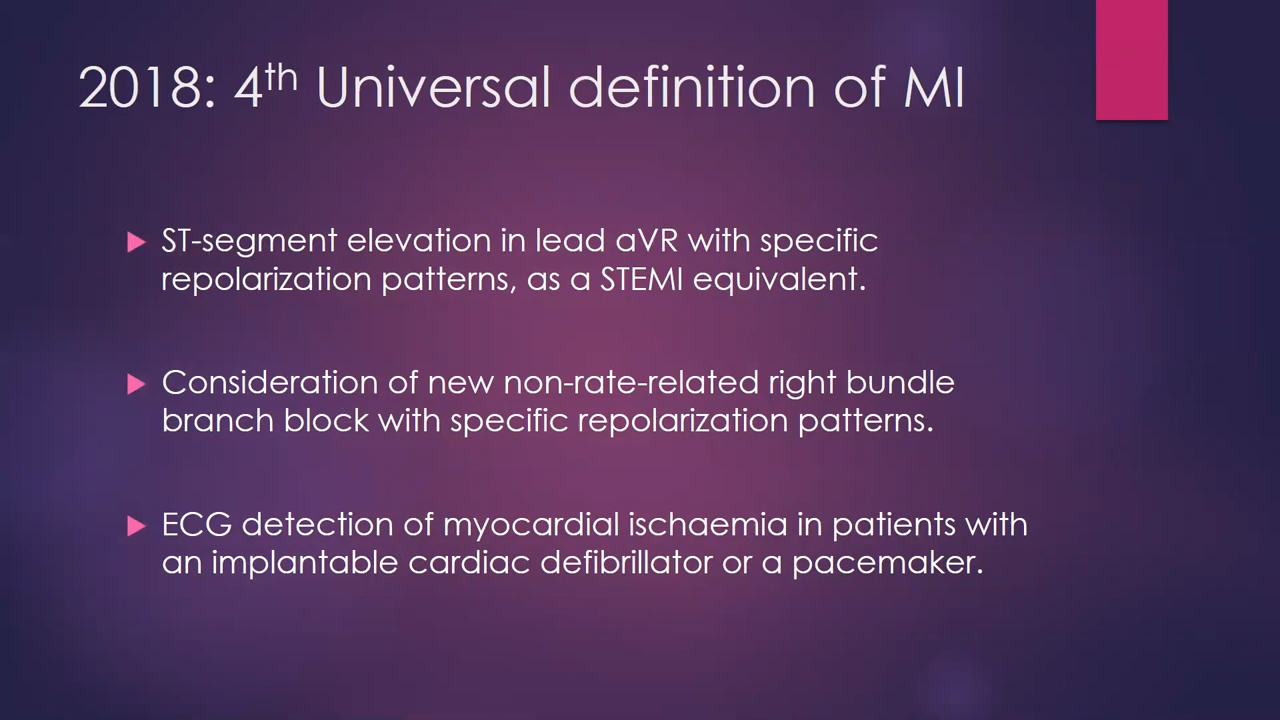 2018: 4th Universal definition of MI
ST-segment elevation in lead aVR with specific
repolarization patterns, as a STEMI equivalent.
Consideration of new non-rate-related right bundle
branch block with specific repolarization patterns.
ECG detection of myocardial ischaemia in patients with
an implantable cardiac defibrillator or a pacemaker.